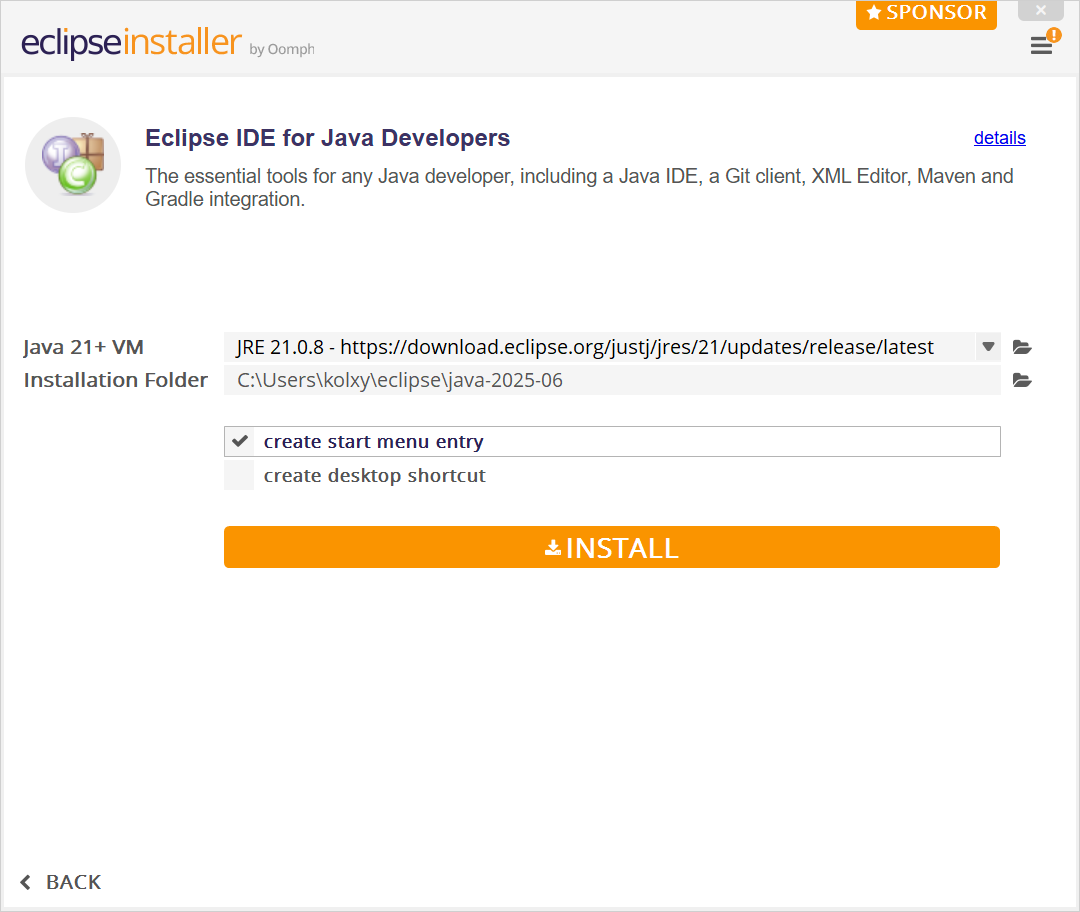 SPONSOR
eclipseinstaller by Oomph
Eclipse IDE for Java Developers
details
The essential tools for any Java developer, including a Java IDE, a Git client, XML Editor, Maven and
Gradle integration.
Java 21+ VM
JRE 21.0.8 - https://download.eclipse.org/justj/jres/21/updates/release/latest
Installation Folder
C:\Users\kolxy\eclipse\java-2025-06
create start menu entry
create desktop shortcut
INSTALL
BACK